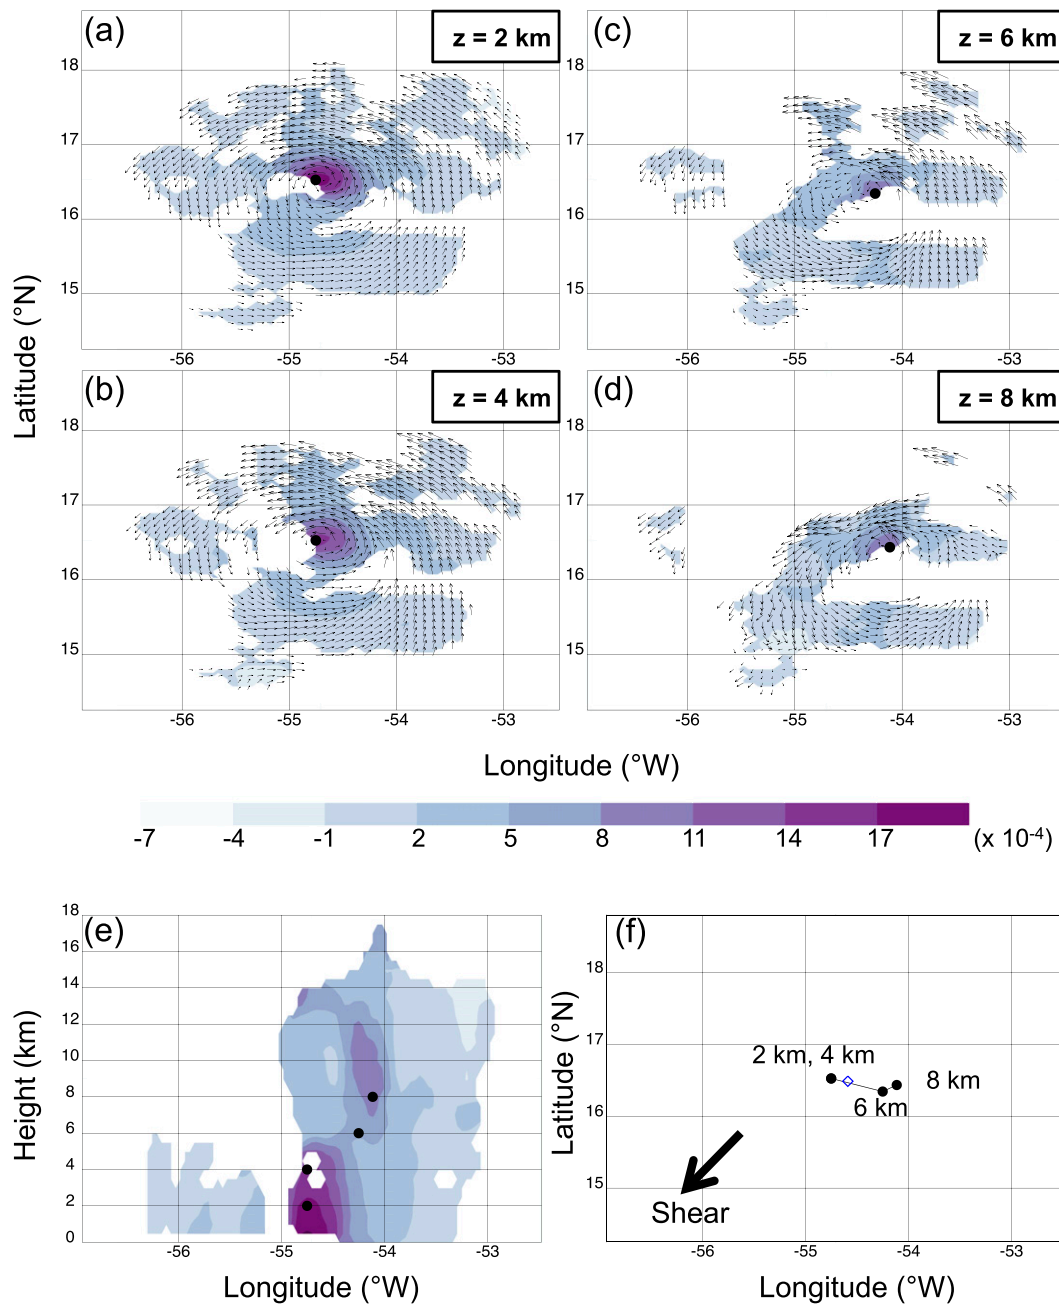 (a)
z = 2 km
18
17
16
15
-56
-55
-54
-53
(c)
z = 6 km
18
17
16
15
-56
-55
-54
-53
Latitude (°N)
(b)
z = 4 km
18
17
16
15
-56
-55
-54
-53
(d)
z = 8 km
18
17
16
15
-56
-55
-54
-53
Longitude (°W)
-7 -4 -1 2 5 8 11 14 17 (x 10⁻⁴)
(e)
Height (km)
18
16
14
12
10
8
6
4
2
0
-56 -55 -54 -53
Longitude (°W)
(f)
Latitude (°N)
18
17
16
15
2 km, 4 km
8 km
6 km
Shear
-56 -55 -54 -53
Longitude (°W)